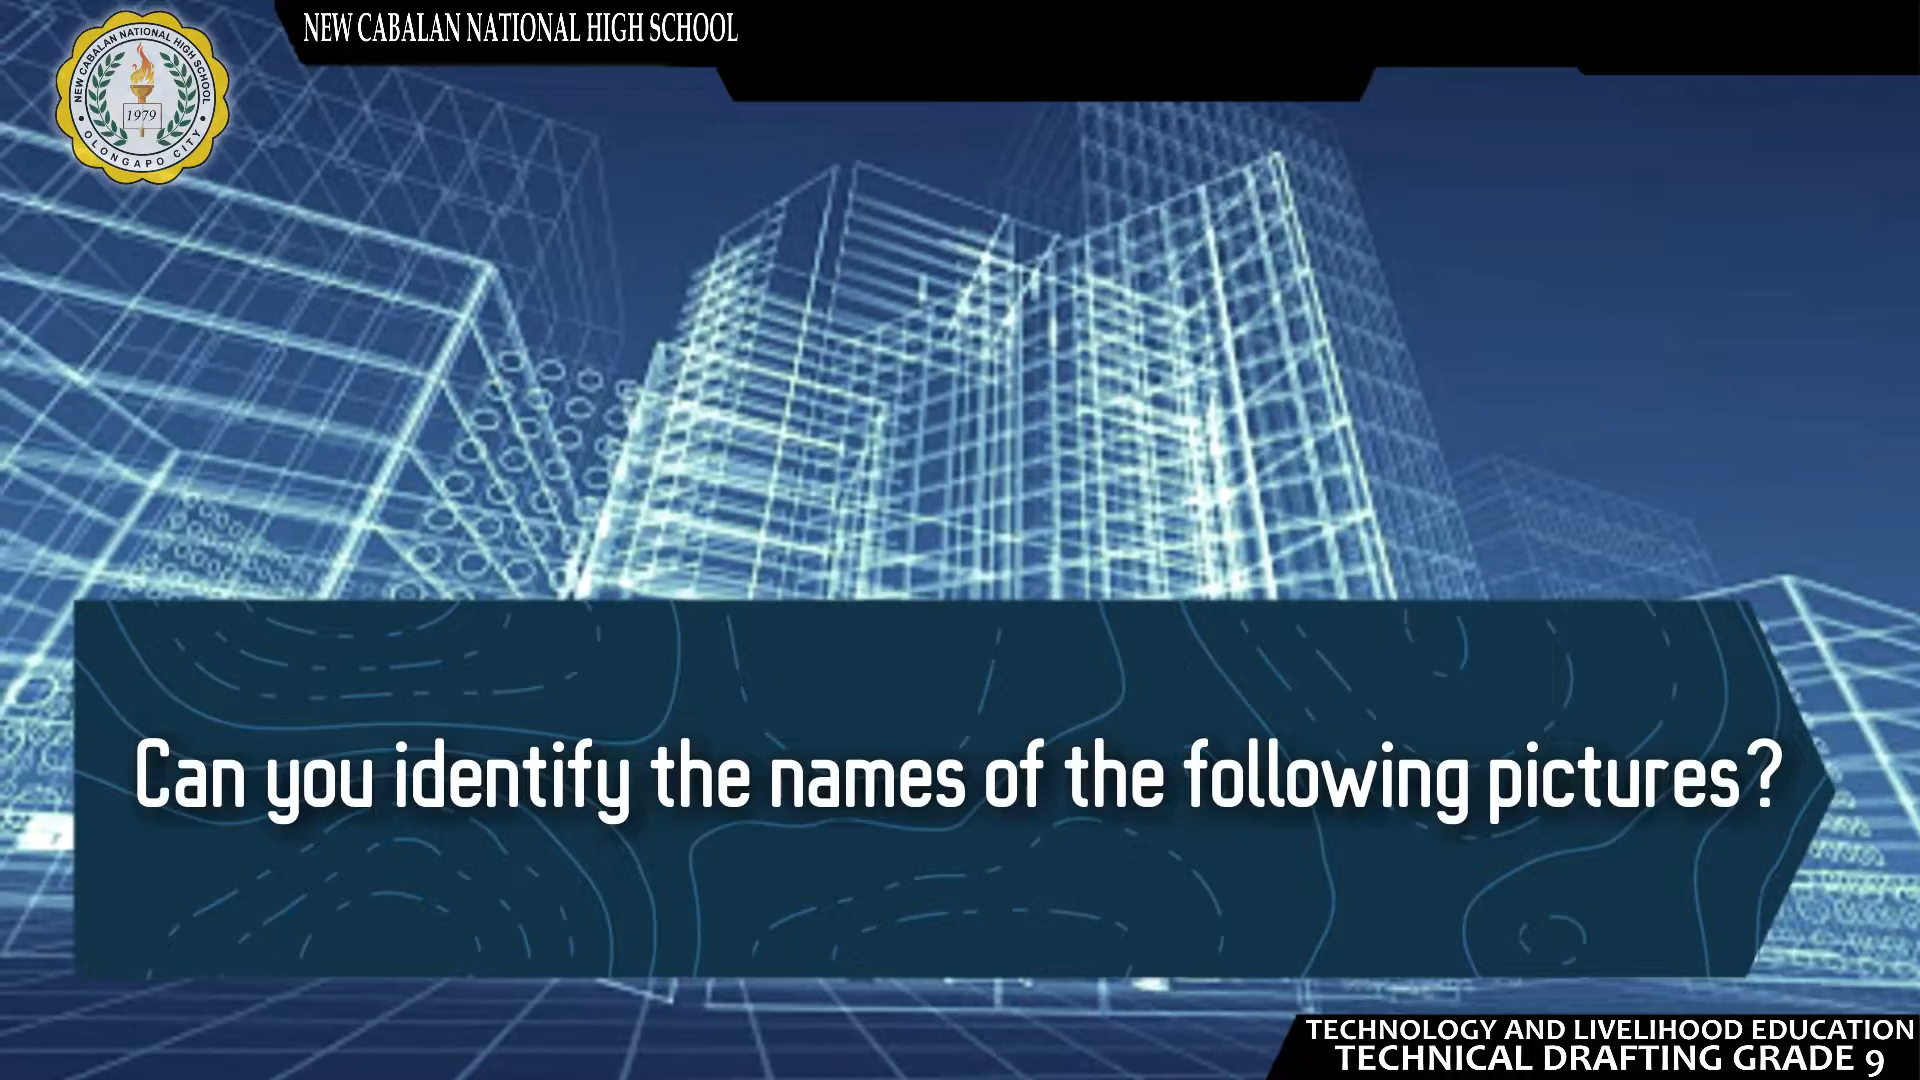 NEW CABALAN NATIONAL HIGH SCHOOL
NEW CABALAN NATIONAL HIGH SCHOOL
1979
OLONGAPO CITY
Can you identify the names of the following pictures?
TECHNOLOGY AND LIVELIHOOD EDUCATION
TECHNICAL DRAFTING GRADE 9